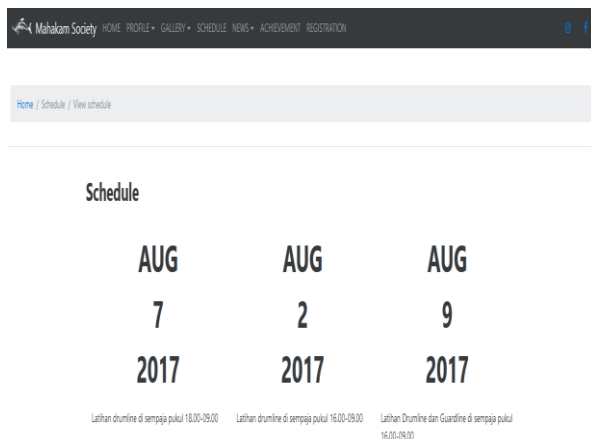 Mahakam Society HOME PROFILE GALLERY SCHEDULE NEWS ACHIEVEMENT REGISTRATION
Home / Schedule / View schedule
Schedule
AUG
7
2017
Latihan drumline di sempaja pukul 18.00-09.00
AUG
2
2017
Latihan drumline di sempaja pukul 16.00-09.00
AUG
9
2017
Latihan Drumline dan Guardline di sempaja pukul
16.00-09.00